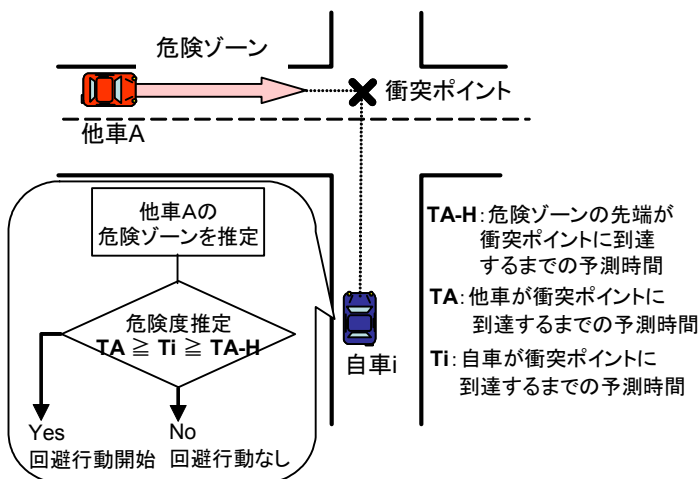 危険ゾーン
衝突ポイント
他車A
他車Aの
危険ゾーンを推定
危険度推定
TA ≧ Ti ≧ TA-H
Yes
回避行動開始
No
回避行動なし
自車i
TA-H:危険ゾーンの先端が
衝突ポイントに到達
するまでの予測時間
TA:他車が衝突ポイントに
到達するまでの予測時間
Ti:自車が衝突ポイントに
到達するまでの予測時間